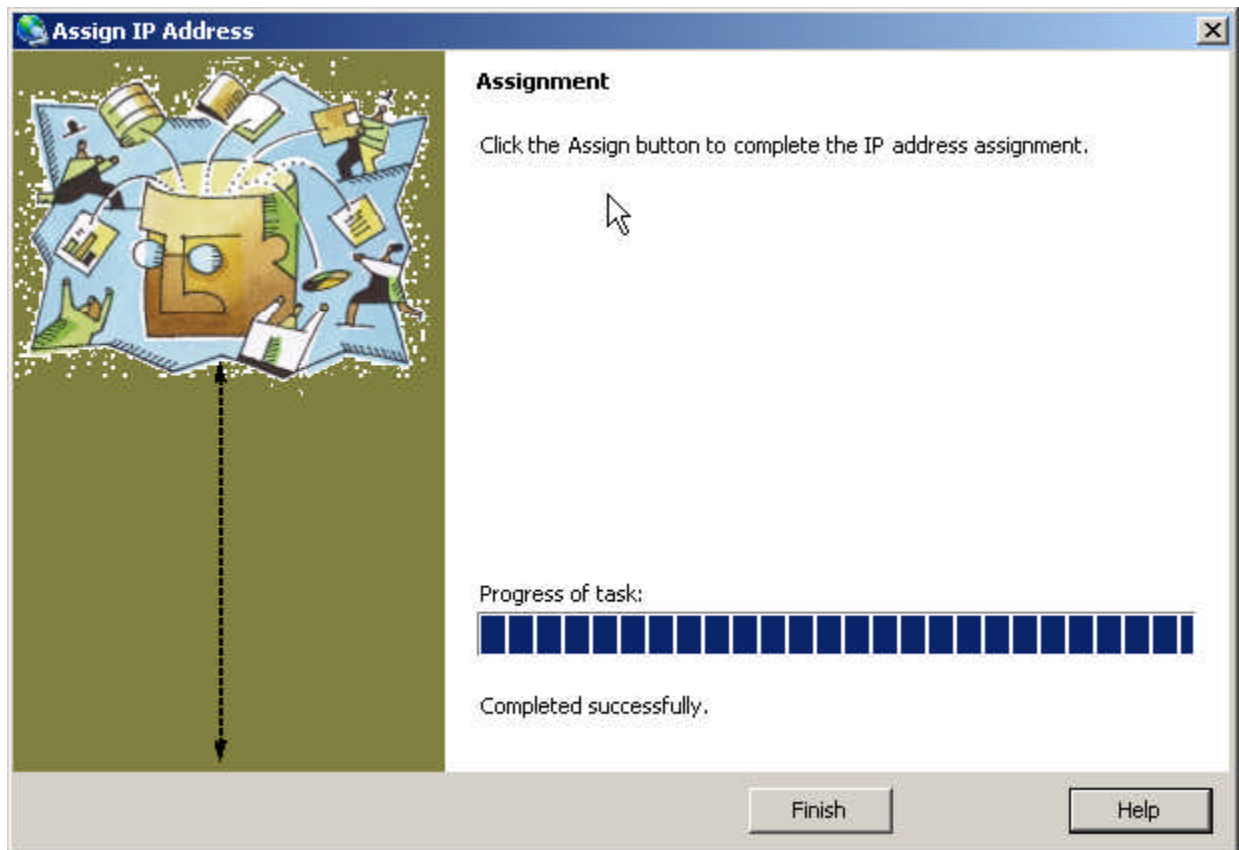 Assign IP Address
Assignment
Click the Assign button to complete the IP address assignment.
Progress of task:
Completed successfully.
Finish
Help